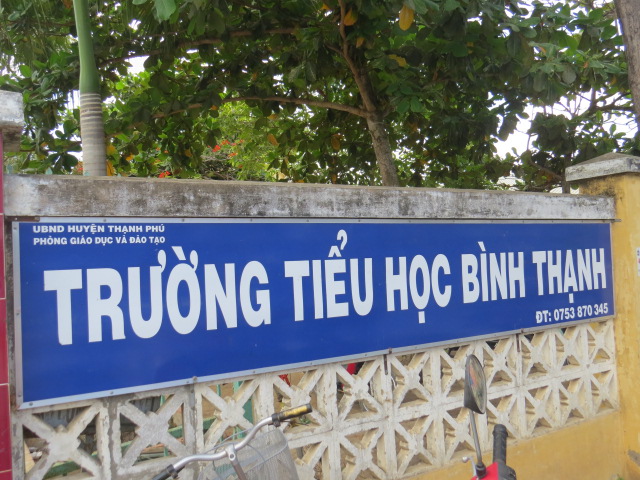 UBND HUYỆN THẠNH PHÚ
PHÒNG GIÁO DỤC VÀ ĐÀO TẠO
TRƯỜNG TIỂU HỌC BÌNH THẠNH
ĐT: 0753 870 345